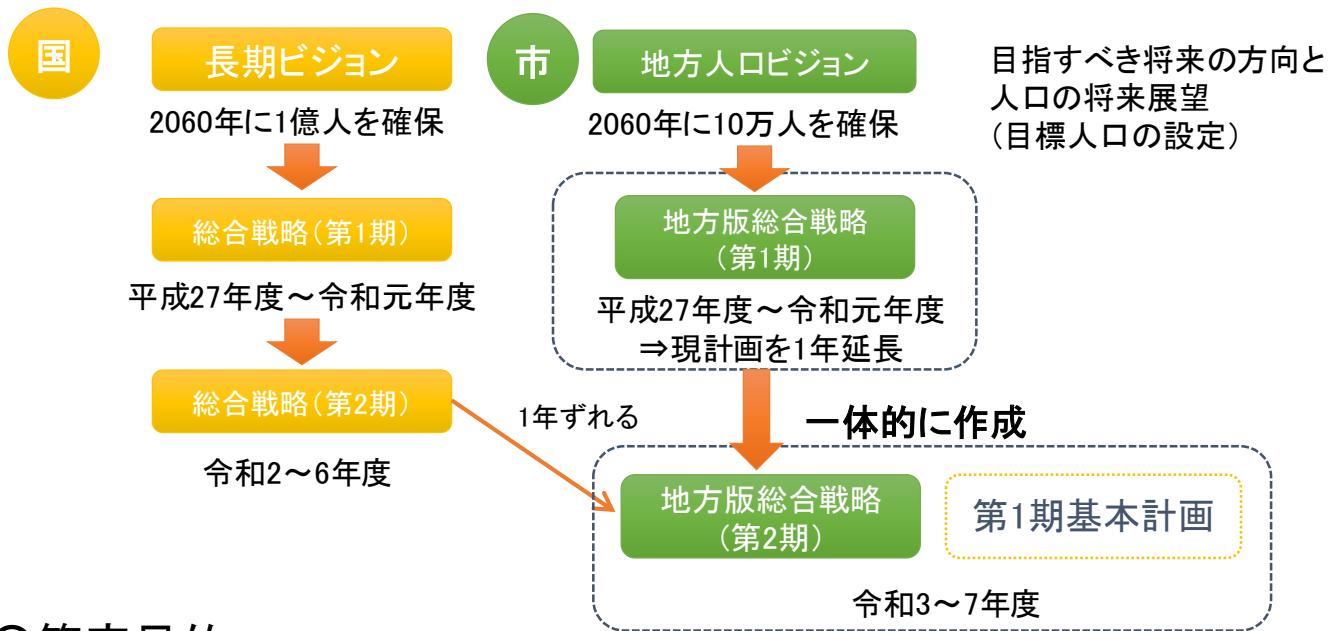 国
長期ビジョン
2060年に1億人を確保
総合戦略（第1期）
平成27年度～令和元年度
総合戦略（第2期）
令和2～6年度
市
地方人口ビジョン
2060年に10万人を確保
地方版総合戦略
（第1期）
平成27年度～令和元年度
⇒現計画を1年延長
1年ずれる
一体的に作成
地方版総合戦略
（第2期）
第1期基本計画
令和3～7年度
目指すべき将来の方向と
人口の将来展望
（目標人口の設定）